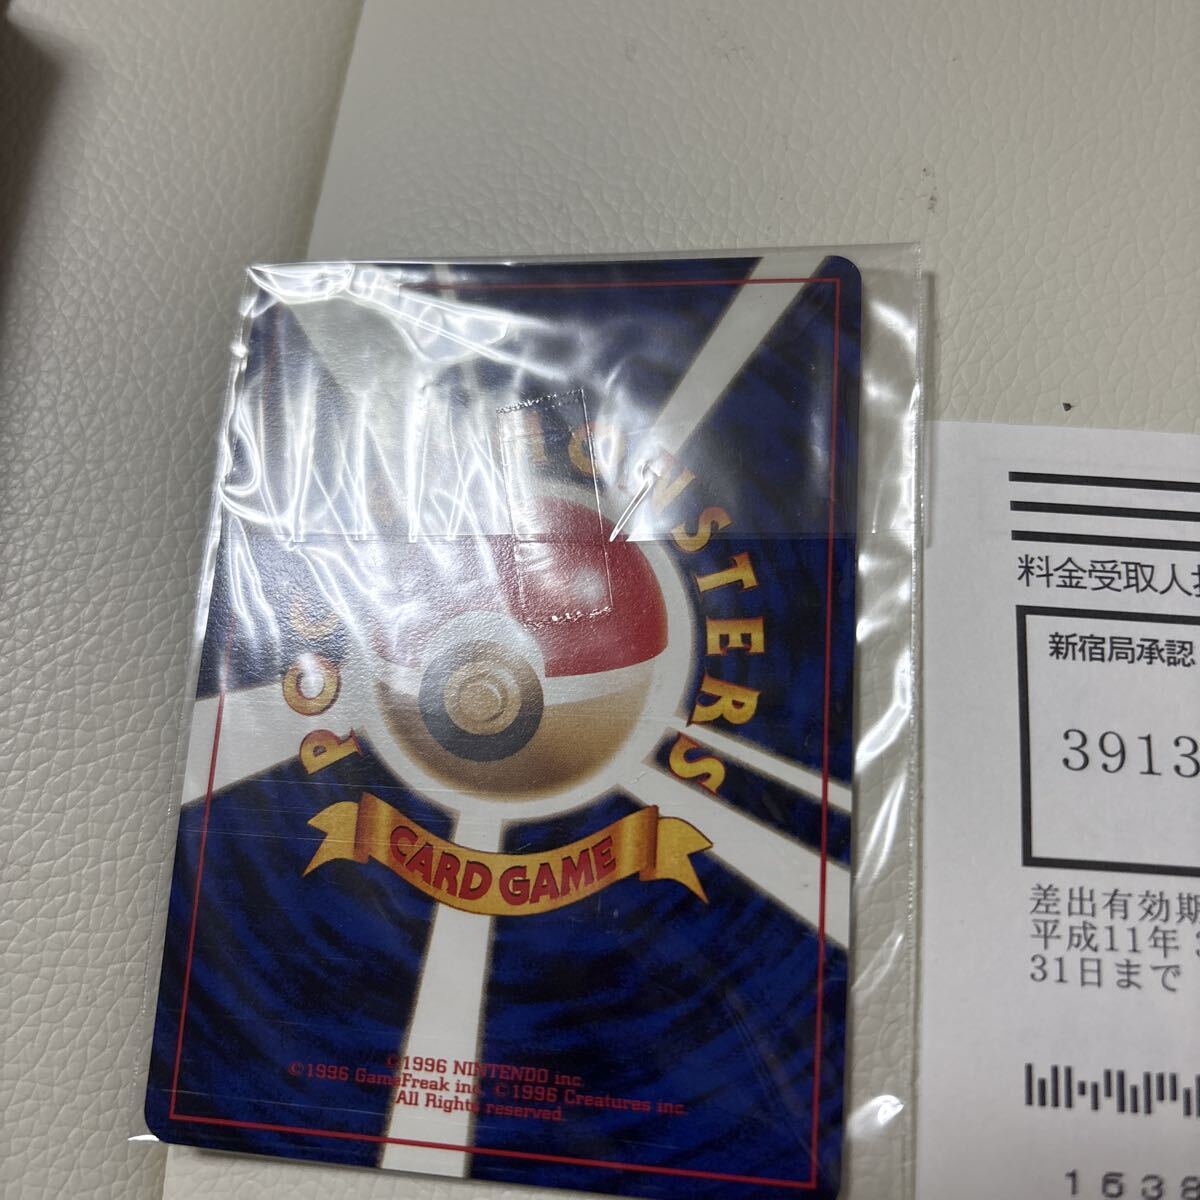 MONSTERS
CARD GAME
©1996 NINTENDO inc.
©1996 GameFreak inc. ©1996 Creatures inc.
All Rights reserved.
料金受取人
新宿局承認
3913
差出有効期
平成11年 3
31日まで
1638